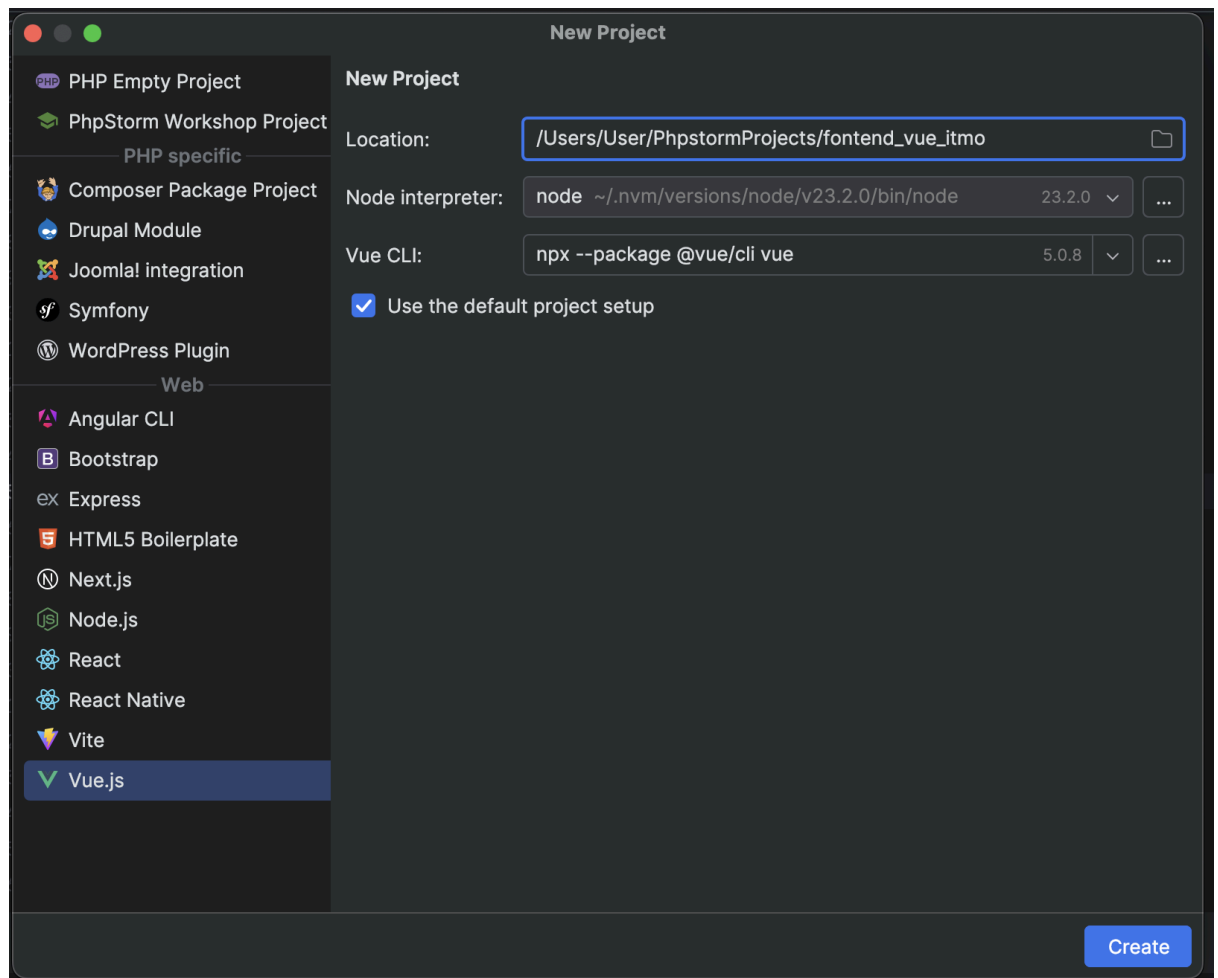 New Project
PHP Empty Project
PhpStorm Workshop Project
PHP specific
Composer Package Project
Drupal Module
Joomla! integration
Symfony
WordPress Plugin
Web
Angular CLI
Bootstrap
Express
HTML5 Boilerplate
Next.js
Node.js
React
React Native
Vite
Vue.js
New Project
Location: /Users/User/PhpstormProjects/fontend_vue_itmo
Node interpreter: node ~/.nvm/versions/node/v23.2.0/bin/node 23.2.0 ...
Vue CLI: npx --package @vue/cli vue 5.0.8 ...
Use the default project setup
Create